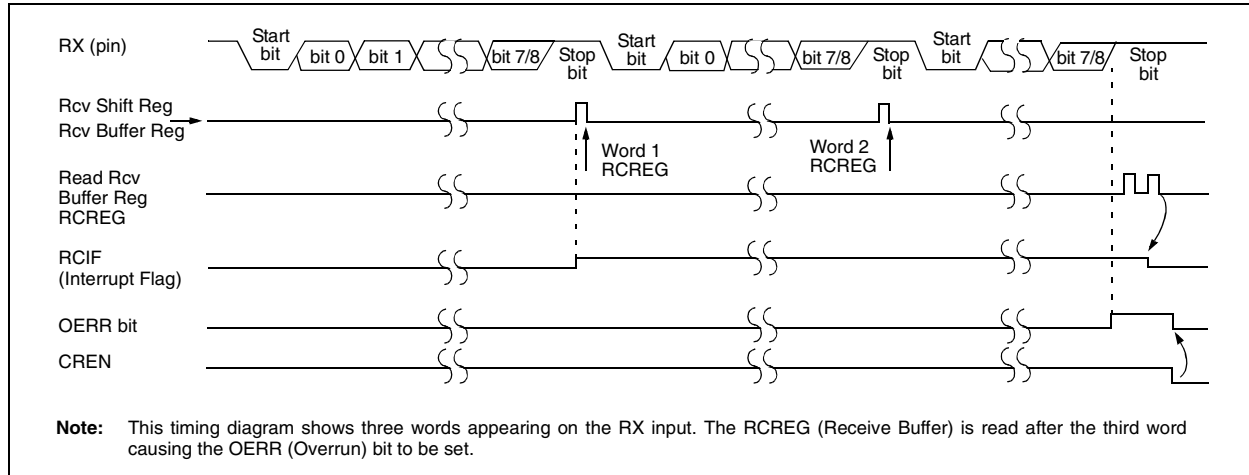 RX (pin)
Start
bit
bit 0
bit 1
bit 7/8
Stop
bit
Start
bit
bit 0
bit 7/8
Stop
bit
Start
bit
bit 7/8
Stop
bit
Rcv Shift Reg
Rcv Buffer Reg
Word 1
RCREG
Word 2
RCREG
Read Rcv
Buffer Reg
RCREG
RCIF
(Interrupt Flag)
OERR bit
CREN
Note: This timing diagram shows three words appearing on the RX input. The RCREG (Receive Buffer) is read after the third word
causing the OERR (Overrun) bit to be set.